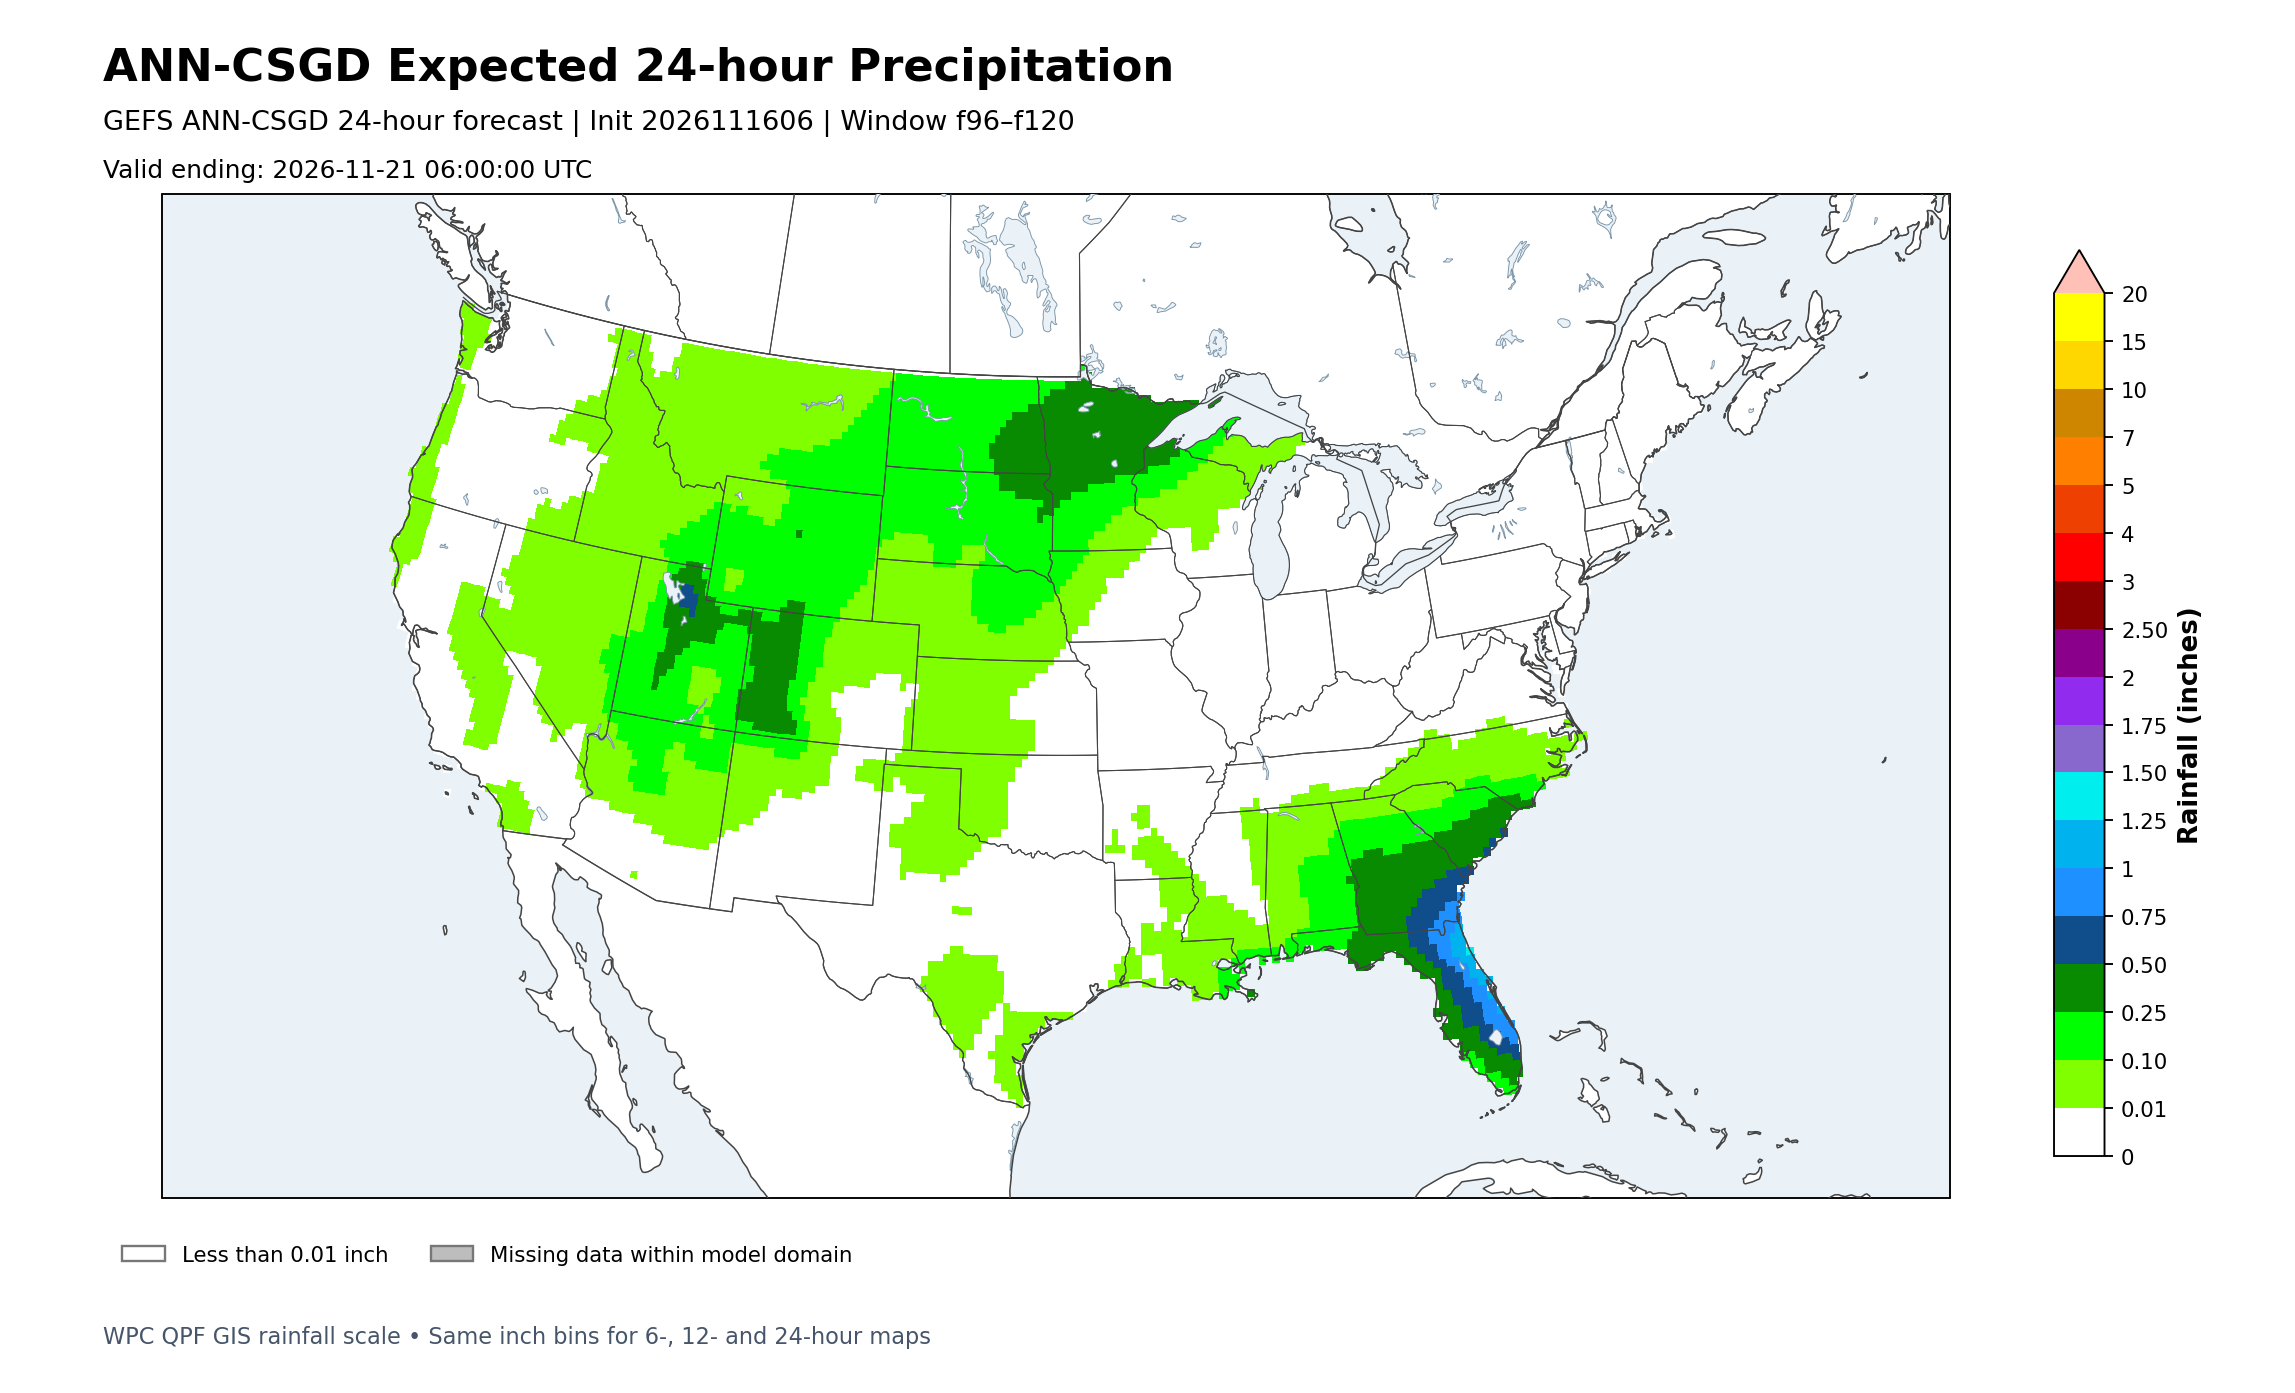 ANN-CSGD Expected 24-hour Precipitation
GEFS ANN-CSGD 24-hour forecast | Init 2026111606 | Window f96–f120
Valid ending: 2026-11-21 06:00:00 UTC
20
15
10
7
5
4
3
2.50
2
1.75
1.50
1.25
1
0.75
0.50
0.25
0.10
0.01
0
Rainfall (inches)
Less than 0.01 inch
Missing data within model domain
WPC QPF GIS rainfall scale • Same inch bins for 6-, 12- and 24-hour maps